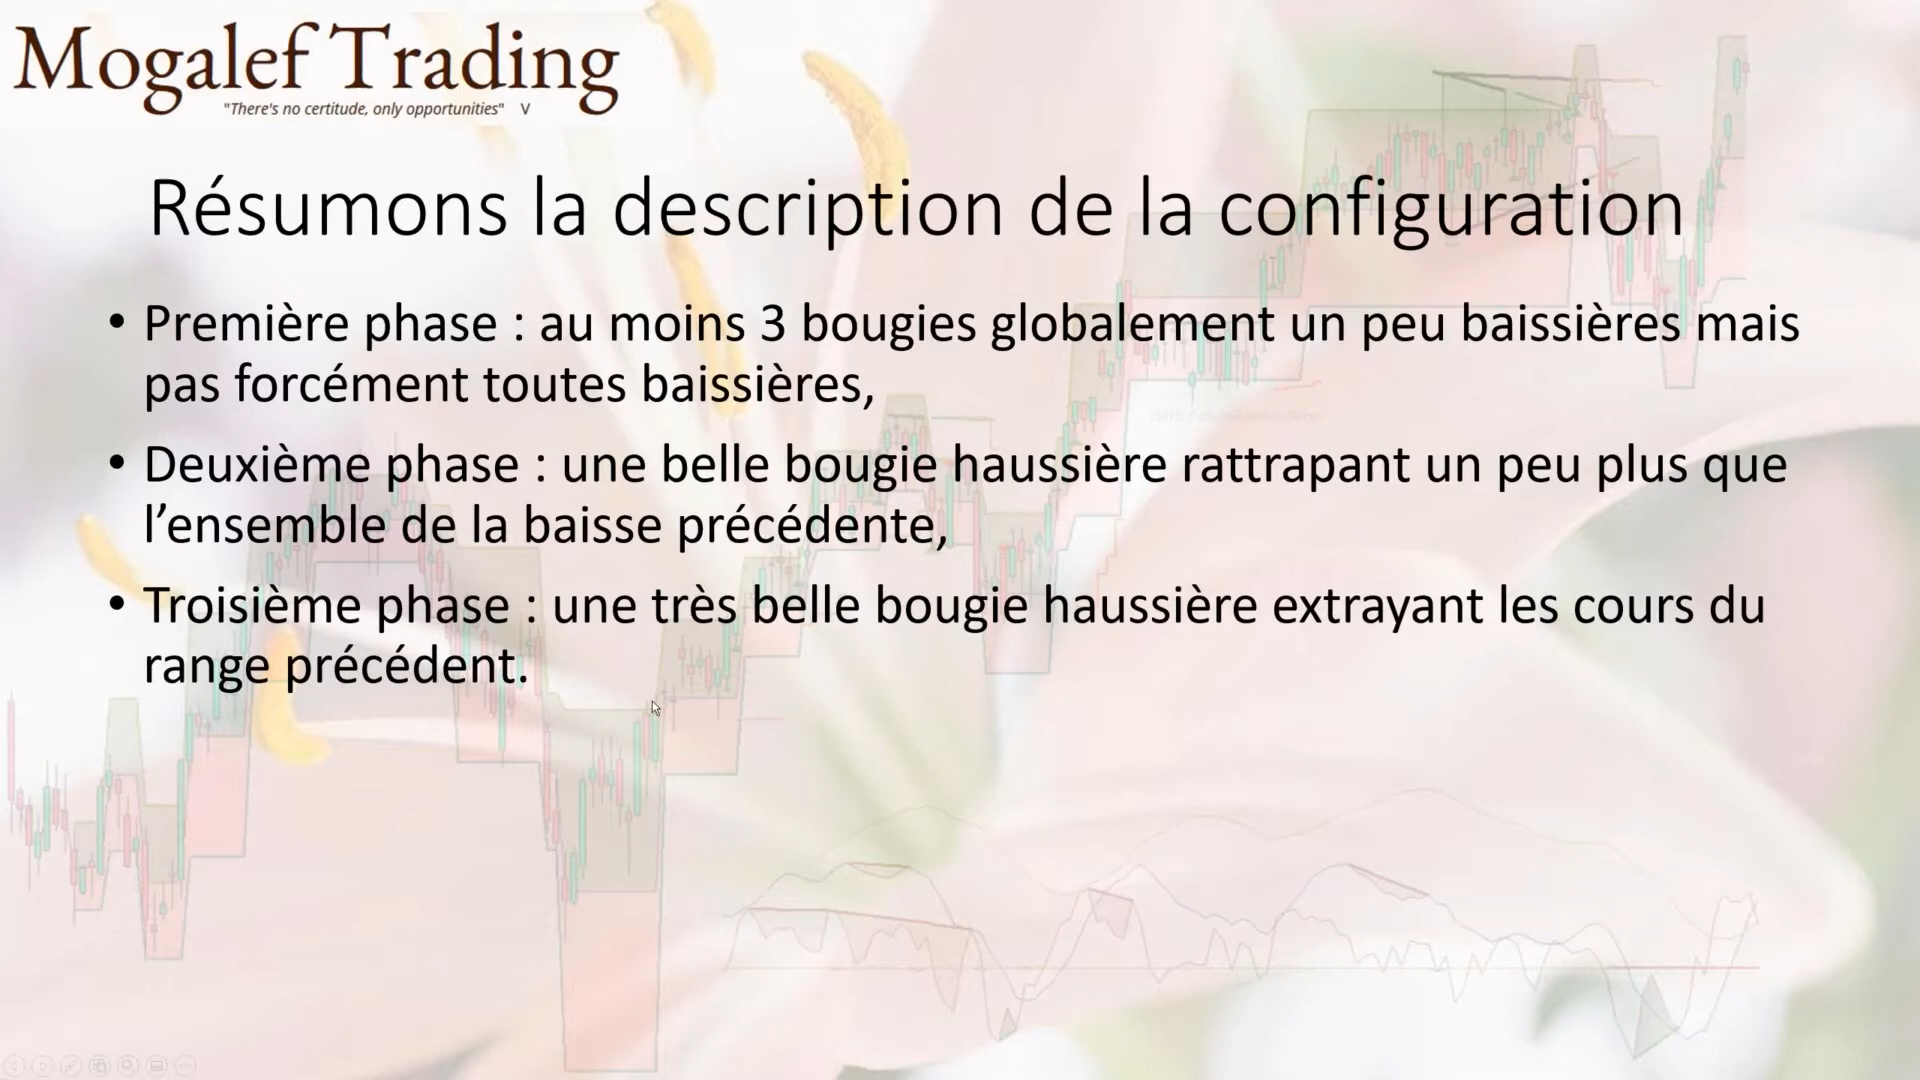 Mogalef Trading
"There's no certitude, only opportunities" V
Résumons la description de la configuration
• Première phase : au moins 3 bougies globalement un peu baissières mais
pas forcément toutes baissières,
• Deuxième phase : une belle bougie haussière rattrapant un peu plus que
l’ensemble de la baisse précédente,
• Troisième phase : une très belle bougie haussière extrayant les cours du
range précédent.